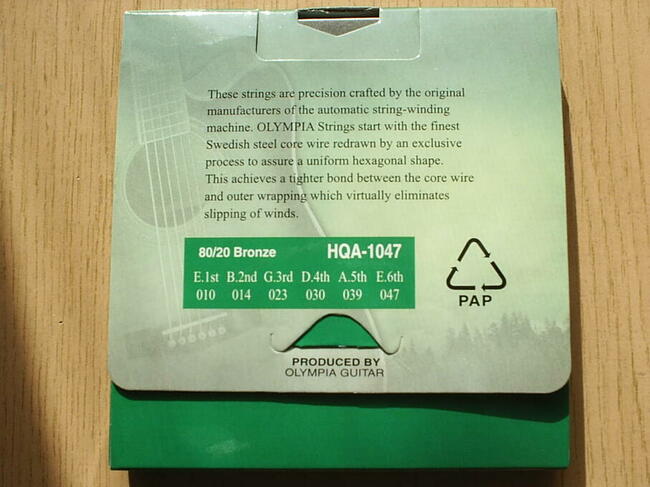 These strings are precision crafted by the original
manufacturers of the automatic string-winding
machine. OLYMPIA Strings start with the finest
Swedish steel core wire redrawn by an exclusive
process to assure a uniform hexagonal shape.
This achieves a tighter bond between the core wire
and outer wrapping which virtually eliminates
slipping of winds.
80/20 Bronze HQA-1047
E.1st B.2nd G.3rd D.4th A.5th E.6th
010 014 023 030 039 047
PAP
PRODUCED BY
OLYMPIA GUITAR